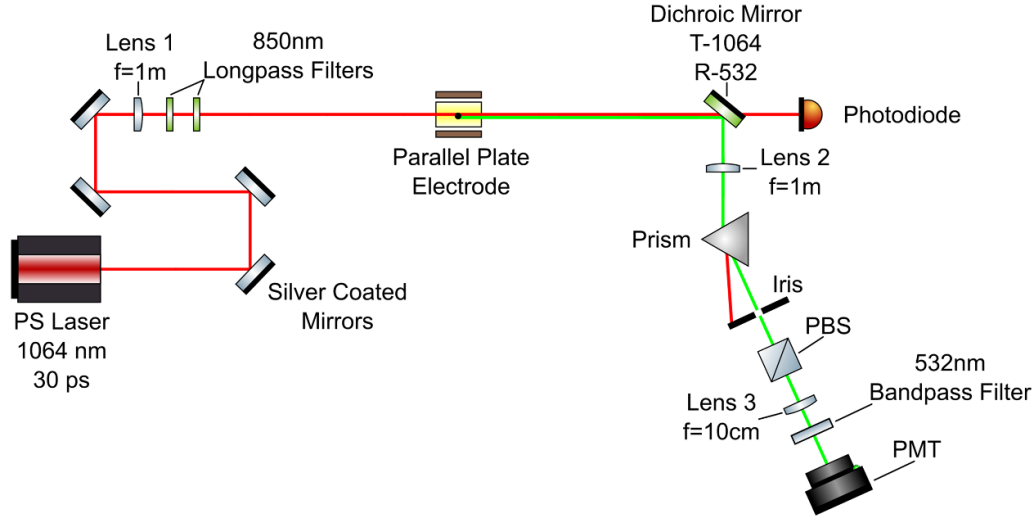 Dichroic Mirror
T-1064
R-532
Lens 1
f=1m
850nm
Longpass Filters
Photodiode
Parallel Plate
Electrode
Lens 2
f=1m
Prism
Silver Coated
Mirrors
Iris
PS Laser
1064 nm
30 ps
PBS
532nm
Bandpass Filter
Lens 3
f=10cm
PMT